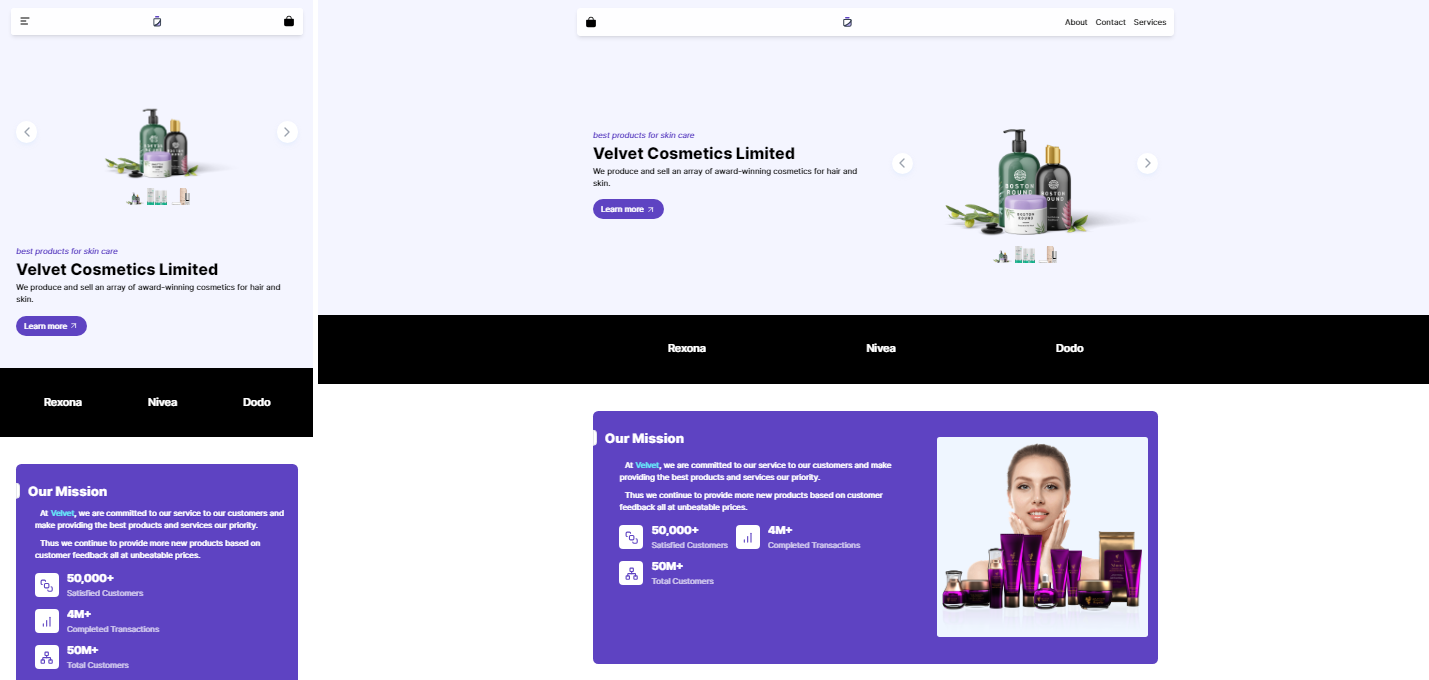 best products for skin care
Velvet Cosmetics Limited
We produce and sell an array of award-winning cosmetics for hair and
skin.
Learn more
Rexona
Nivea
Dodo
Our Mission
At Velvet, we are committed to our service to our customers and
make providing the best products and services our priority.
Thus we continue to provide more new products based on
customer feedback all at unbeatable prices.
50,000+
Satisfied Customers
4M+
Completed Transactions
50M+
Total Customers
About Contact Services
best products for skin care
Velvet Cosmetics Limited
We produce and sell an array of award-winning cosmetics for hair and
skin.
Learn more
BOSTON
ROUND
BOSTON
ROUND
Rexona
Nivea
Dodo
Our Mission
At Velvet, we are committed to our service to our customers and make
providing the best products and services our priority.
Thus we continue to provide more new products based on customer
feedback all at unbeatable prices.
50,000+
Satisfied Customers
4M+
Completed Transactions
50M+
Total Customers